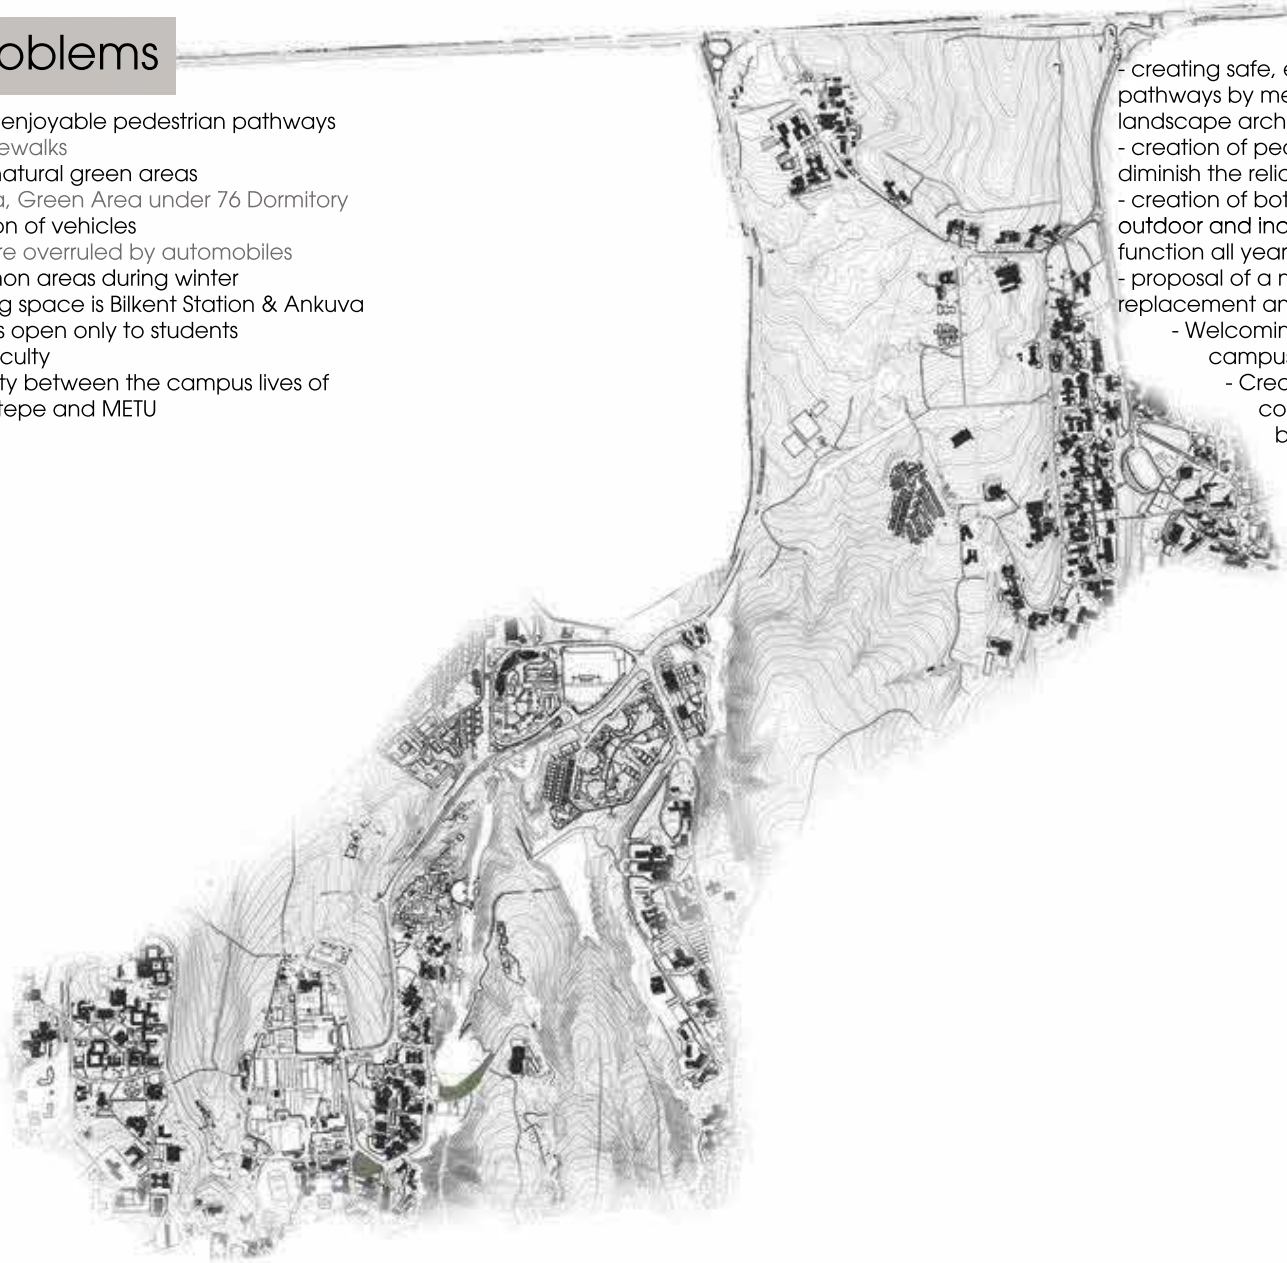 oblems
enjoyable pedestrian pathways
ewalks
natural green areas
a, Green Area under 76 Dormitory
on of vehicles
re overruled by automobiles
mon areas during winter
g space is Bilkent Station & Ankuva
s open only to students
culty
ty between the campus lives of
tepe and METU
- creating safe, e
pathways by me
landscape arch
- creation of ped
diminish the relia
- creation of bot
outdoor and ind
function all year
- proposal of a n
replacement an
- Welcomin
campus
- Crea
co
b